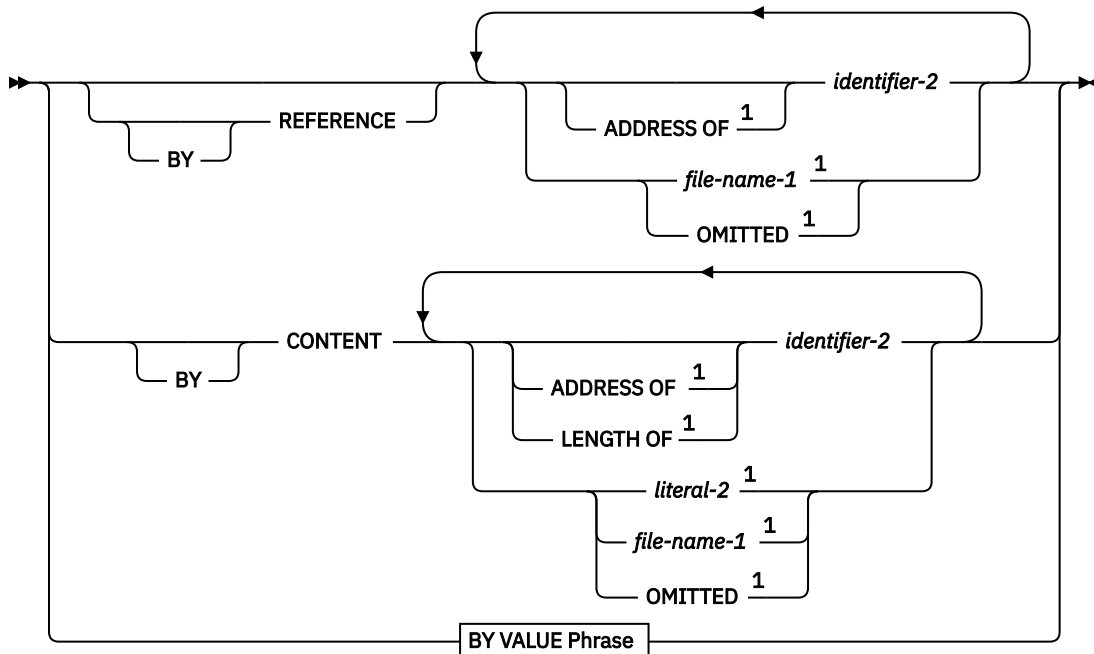 identifier-2
REFERENCE
BY
ADDRESS OF 1
file-name-1 1
OMITTED 1
CONTENT
identifier-2
BY
ADDRESS OF 1
LENGTH OF 1
literal-2 1
file-name-1 1
OMITTED 1
BY VALUE Phrase